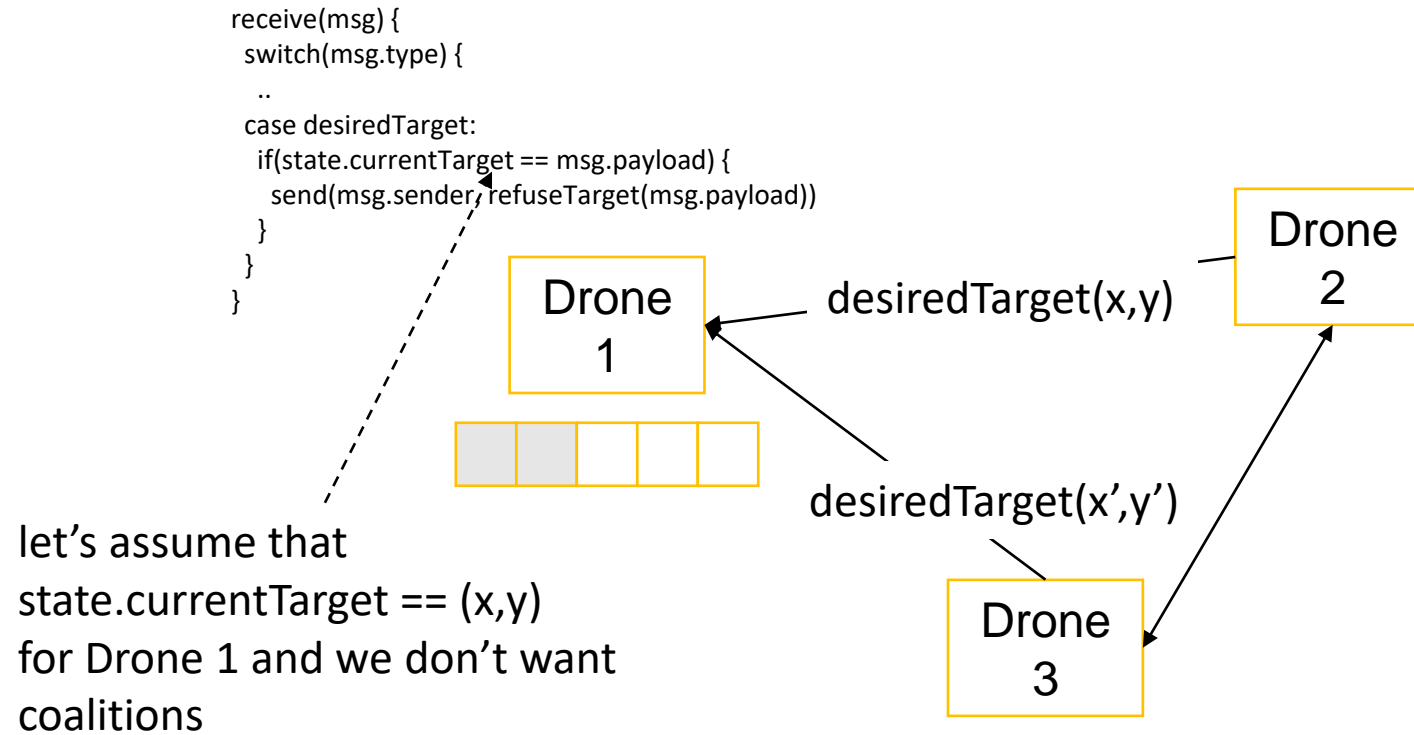 receive(msg) {
switch(msg.type) {
..
case desiredTarget:
if(state.currentTarget == msg.payload) {
send(msg.sender, refuseTarget(msg.payload))
}
}
}
Drone
1
desiredTarget(x,y)
Drone
2
desiredTarget(x’,y’)
Drone
3
let’s assume that
state.currentTarget == (x,y)
for Drone 1 and we don’t want
coalitions